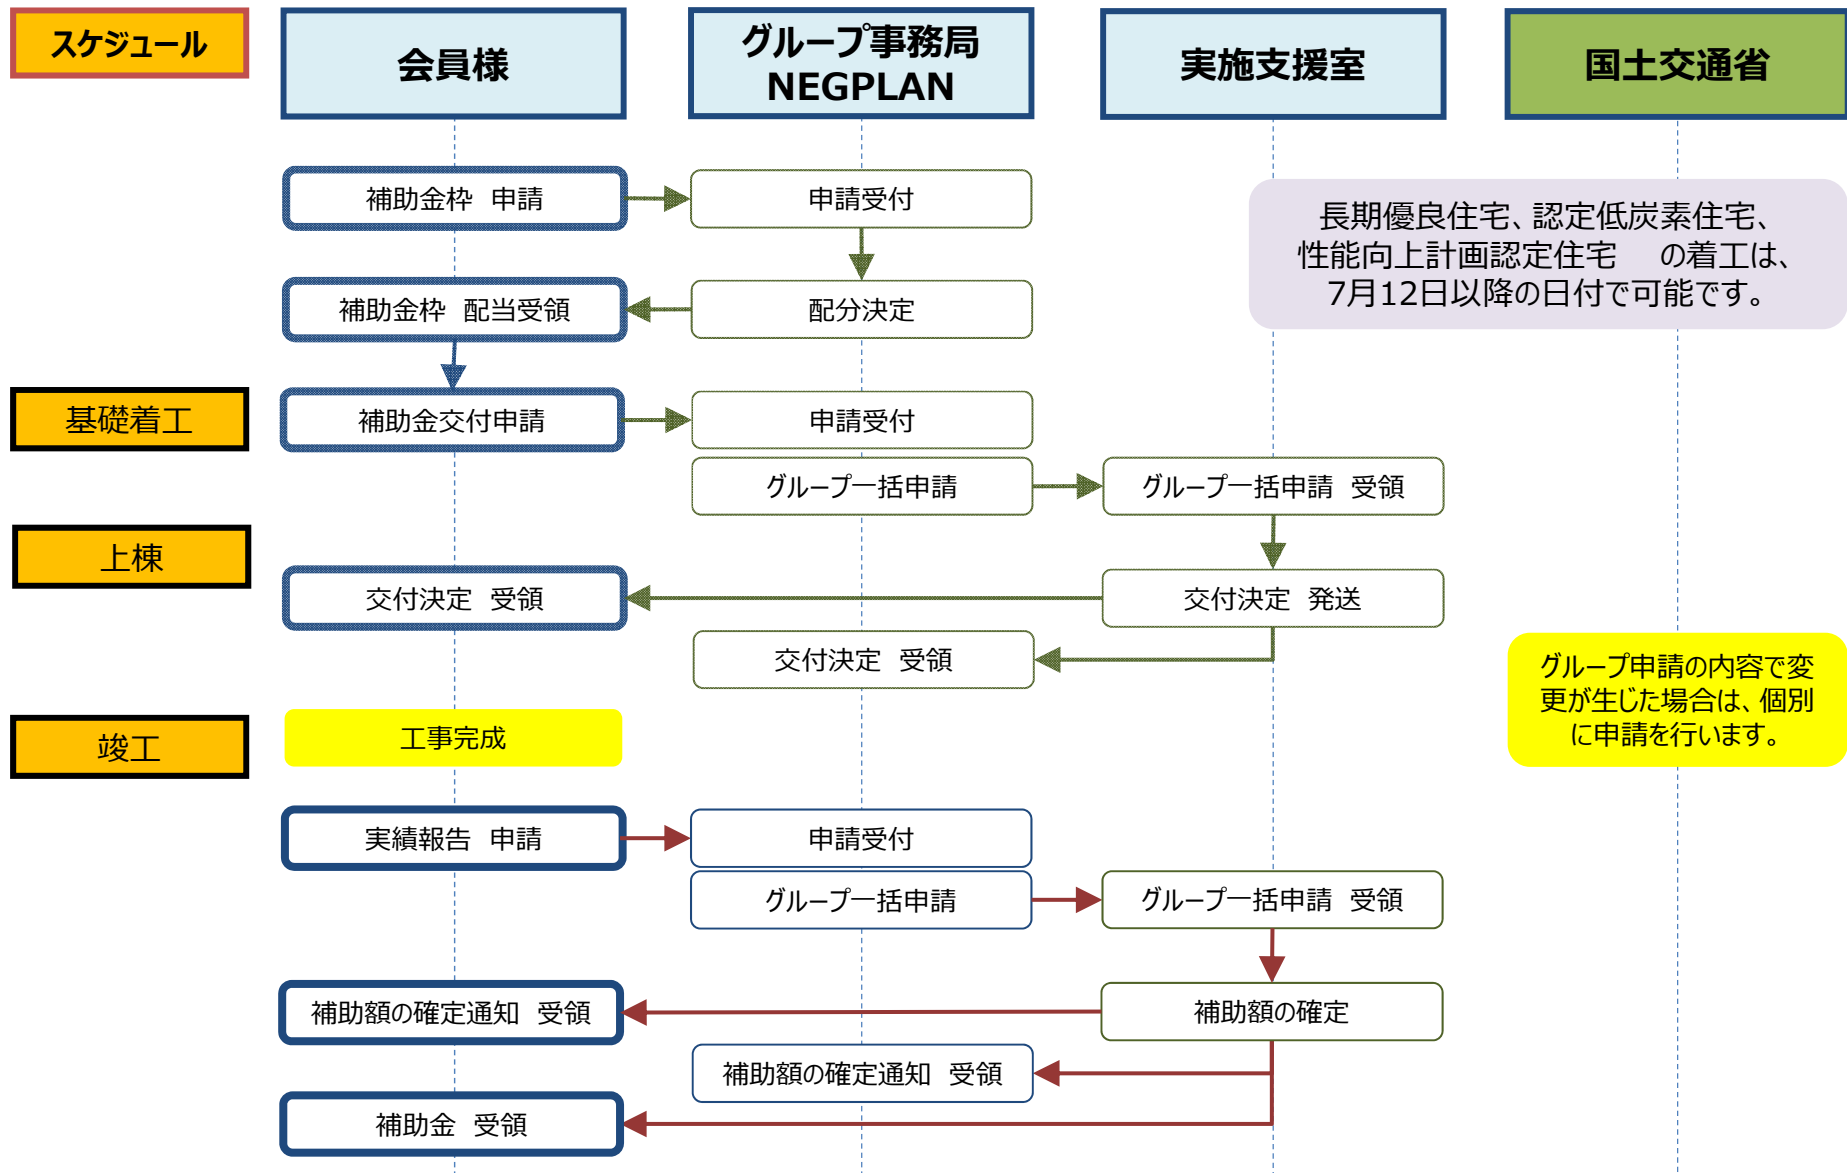 スケジュール
会員様
グループ事務局
NEGPLAN
実施支援室
国土交通省
補助金枠 申請
申請受付
長期優良住宅、認定低炭素住宅、
性能向上計画認定住宅 の着工は、
7月12日以降の日付で可能です。
補助金枠 配当受領
配分決定
基礎着工
補助金交付申請
申請受付
グループ一括申請
グループ一括申請 受領
上棟
交付決定 受領
交付決定 発送
交付決定 受領
グループ申請の内容で変
更が生じた場合は、個別
に申請を行います。
竣工
工事完成
実績報告 申請
申請受付
グループ一括申請
グループ一括申請 受領
補助額の確定通知 受領
補助額の確定
補助額の確定通知 受領
補助金 受領